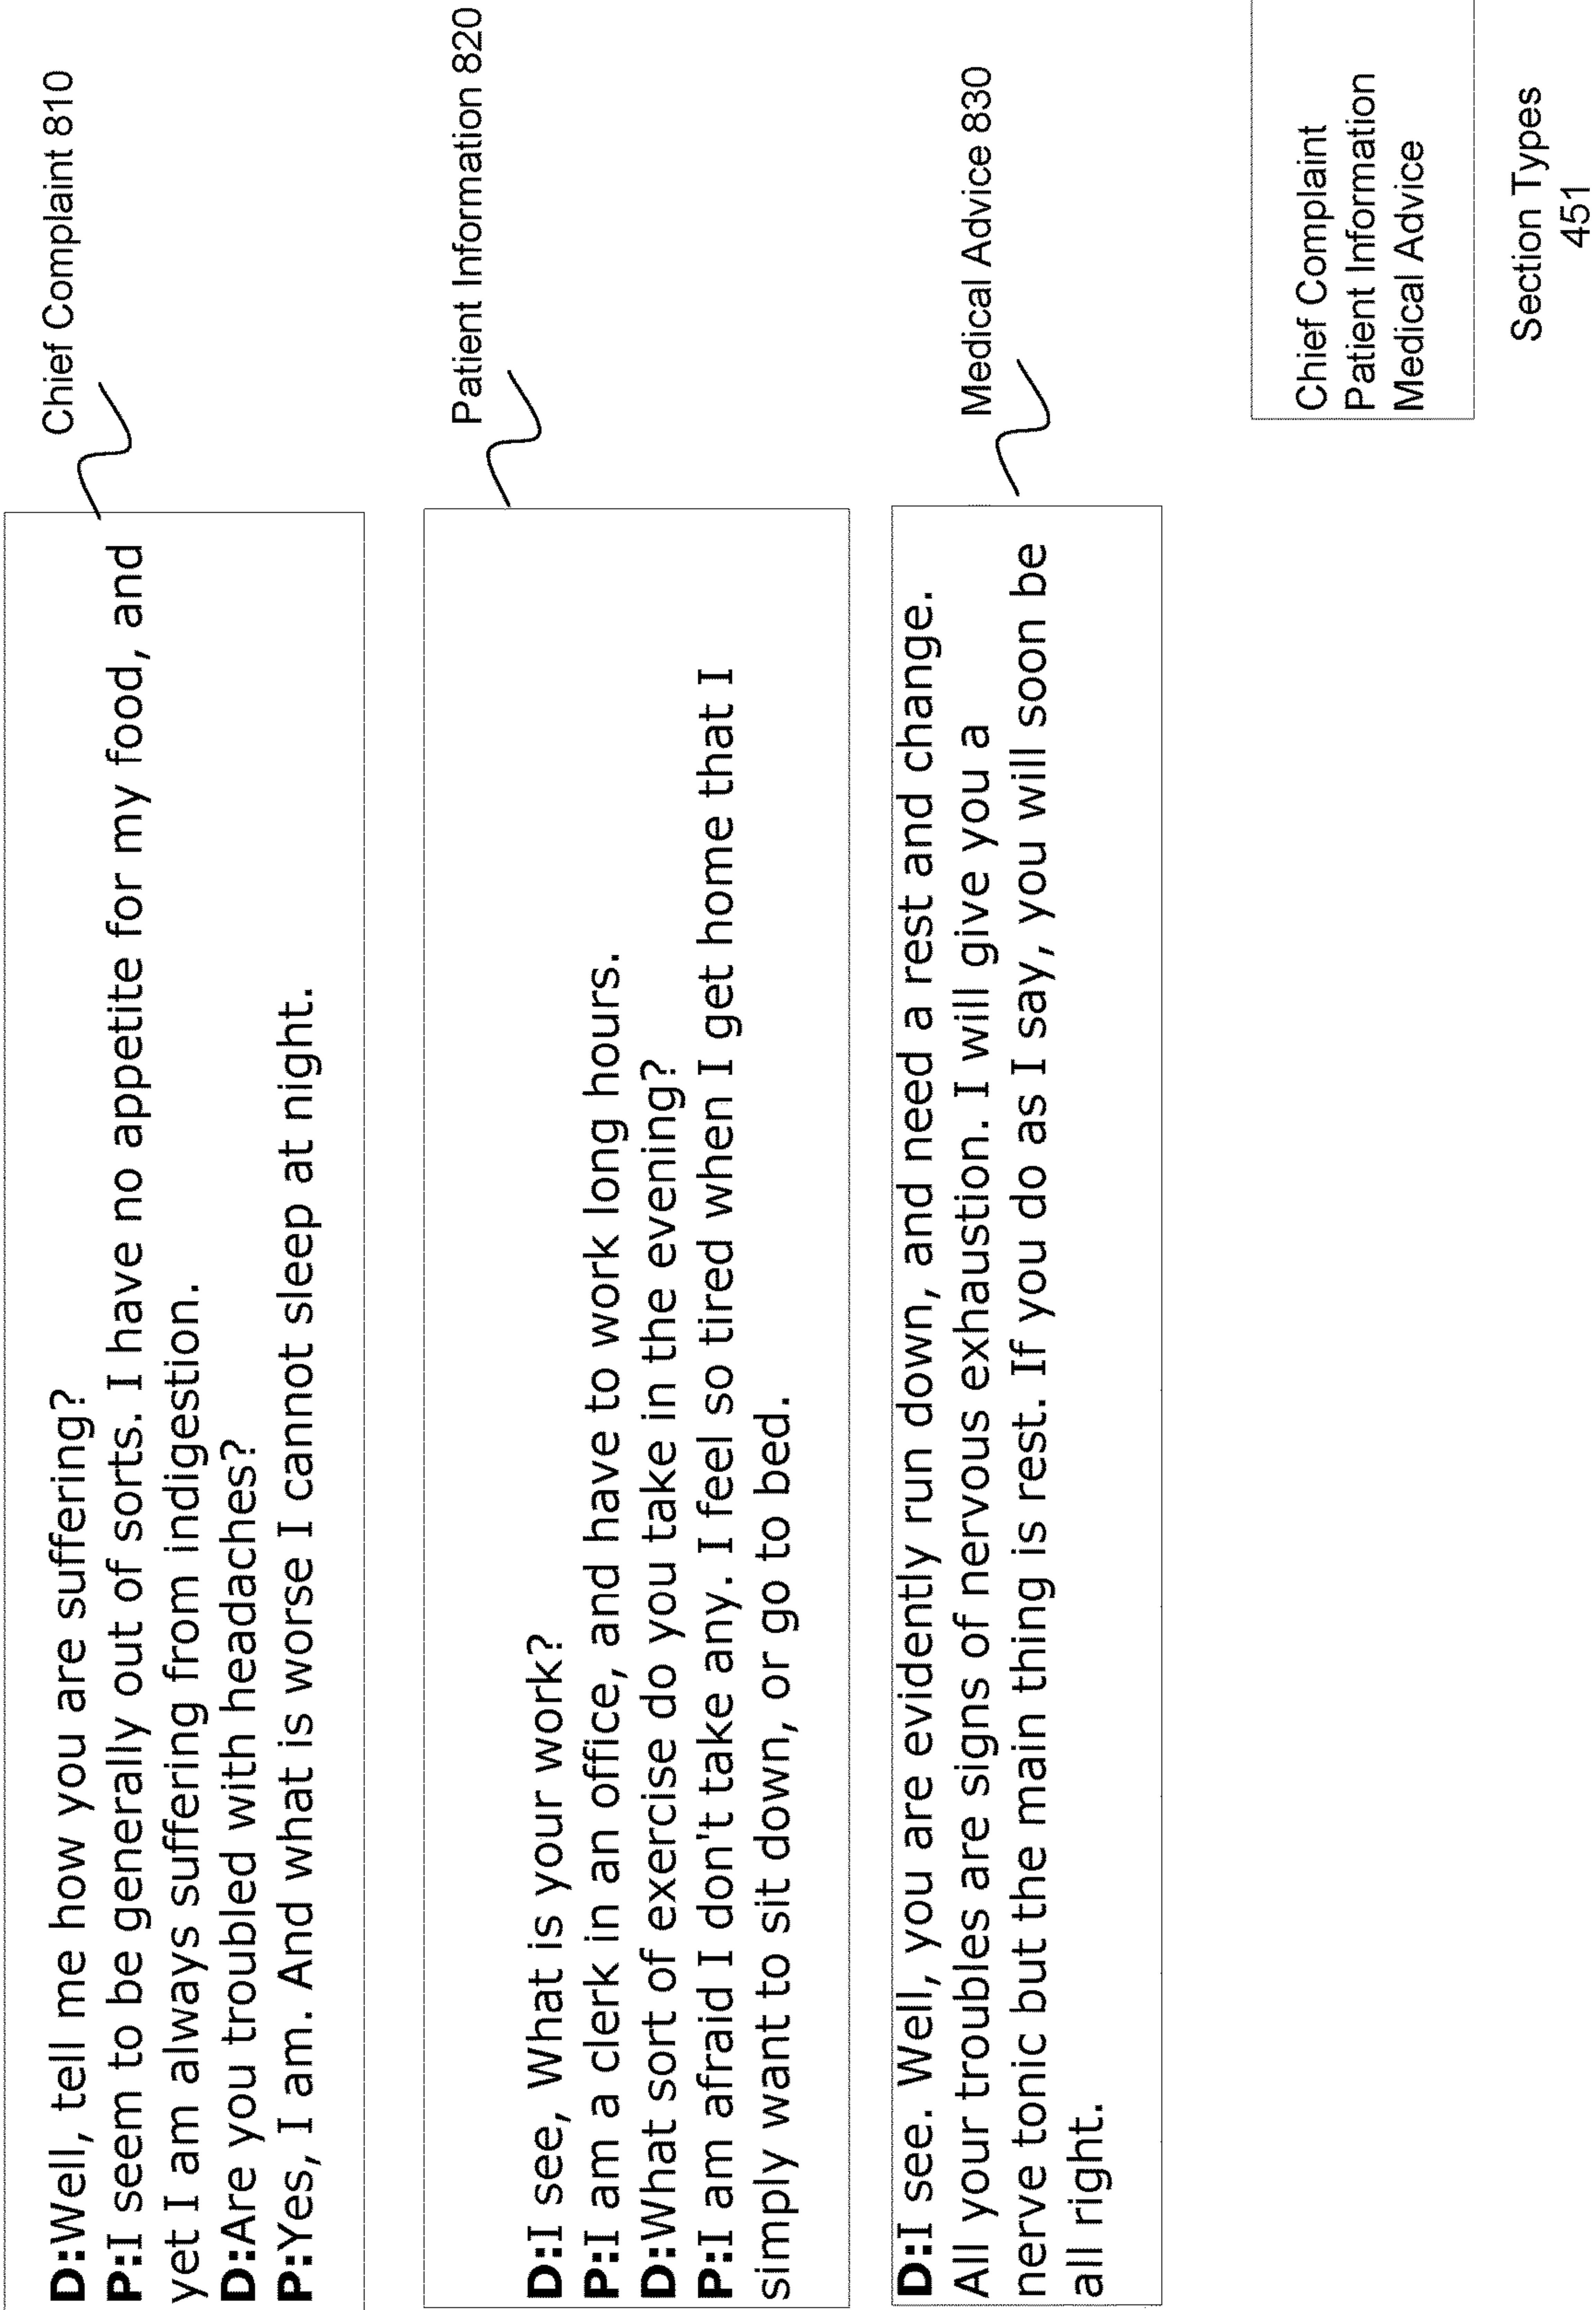 D:Well, tell me how you are suffering?
P:I seem to be generally out of sorts. I have no appetite for my food, and
yet I am always suffering from indigestion.
D:Are you troubled with headaches?
P:Yes, I am. And what is worse I cannot sleep at night.
Chief Complaint 810
D:I see, What is your work?
P:I am a clerk in an office, and have to work long hours.
D:What sort of exercise do you take in the evening?
P:I am afraid I don't take any. I feel so tired when I get home that I
simply want to sit down, or go to bed.
Patient Information 820
D:I see. Well, you are evidently run down, and need a rest and change.
All your troubles are signs of nervous exhaustion. I will give you a
nerve tonic but the main thing is rest. If you do as I say, you will soon be
all right.
Medical Advice 830
Chief Complaint
Patient Information
Medical Advice
Section Types
451